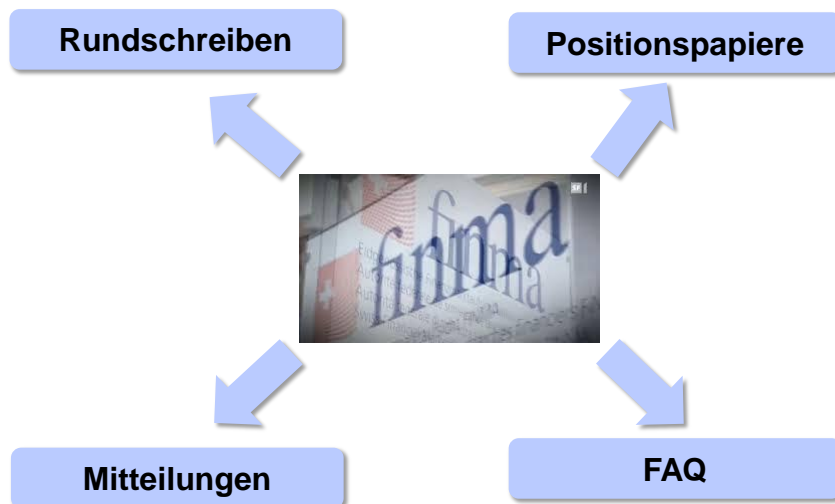 Rundschreiben
Positionspapiere
finma
Mitteilungen
FAQ